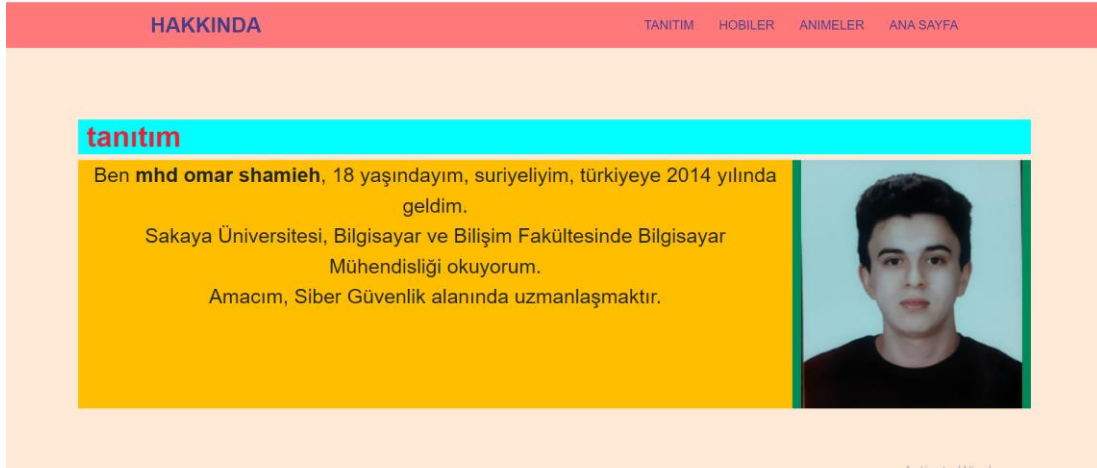 HAKKINDA TANITIM HOBILER ANIMELER ANA SAYFA
tanıtım
Ben mhd omar shamieh, 18 yaşındayım, suriyeliyim, türkiyeye 2014 yılında
geldim.
Sakaya Üniversitesi, Bilgisayar ve Bilişim Fakültesinde Bilgisayar
Mühendisliği okuyorum.
Amacım, Siber Güvenlik alanında uzmanlaşmaktır.